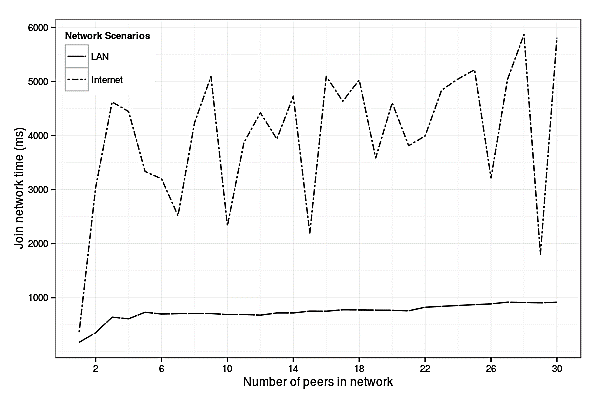 6000
5000
4000
3000
2000
1000
Join network time (ms)
Network Scenarios
LAN
Internet
2 6 10 14 18 22 26 30
Number of peers in network